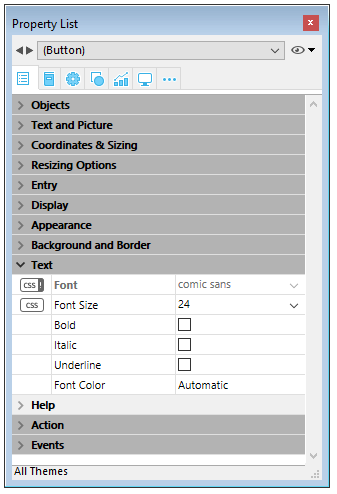 Property List
(Button)
Objects
Text and Picture
Coordinates & Sizing
Resizing Options
Entry
Display
Appearance
Background and Border
Text
css! Font comic sans
css Font Size 24
Bold
Italic
Underline
Font Color Automatic
Help
Action
Events
All Themes